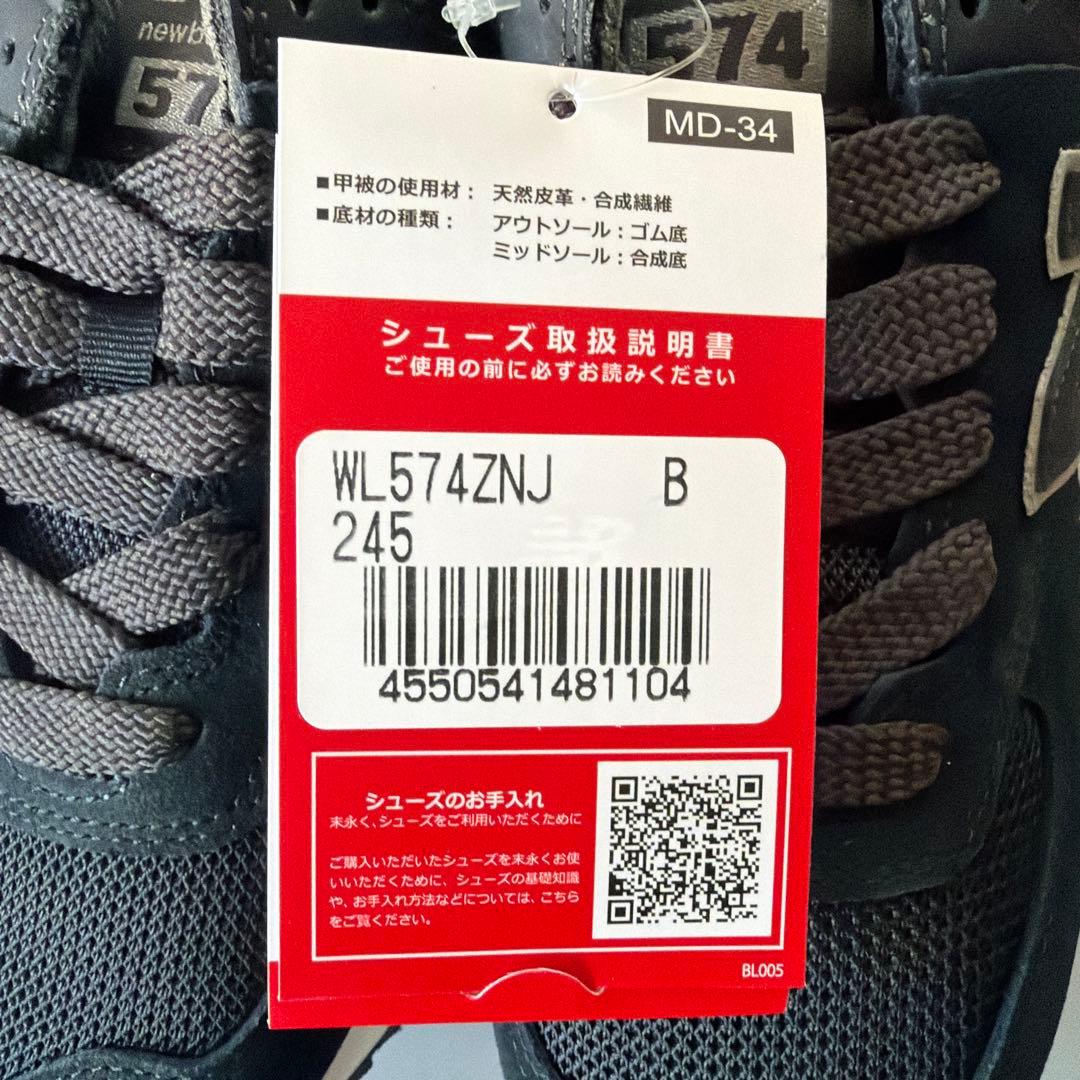 newb
57
574
MD-34
■甲被の使用材: 天然皮革・合成繊維
■底材の種類: アウトソール:ゴム底
ミッドソール:合成底
シューズ取扱説明書
ご使用の前に必ずお読みください
WL574ZNJ B
245
4550541481104
シューズのお手入れ
末永く、シューズをご利用いただくために
ご購入いただいたシューズを末永くお使
いいただくために、シューズの基礎知識
や、お手入れ方法などについては、こちら
をご覧ください。
BL005